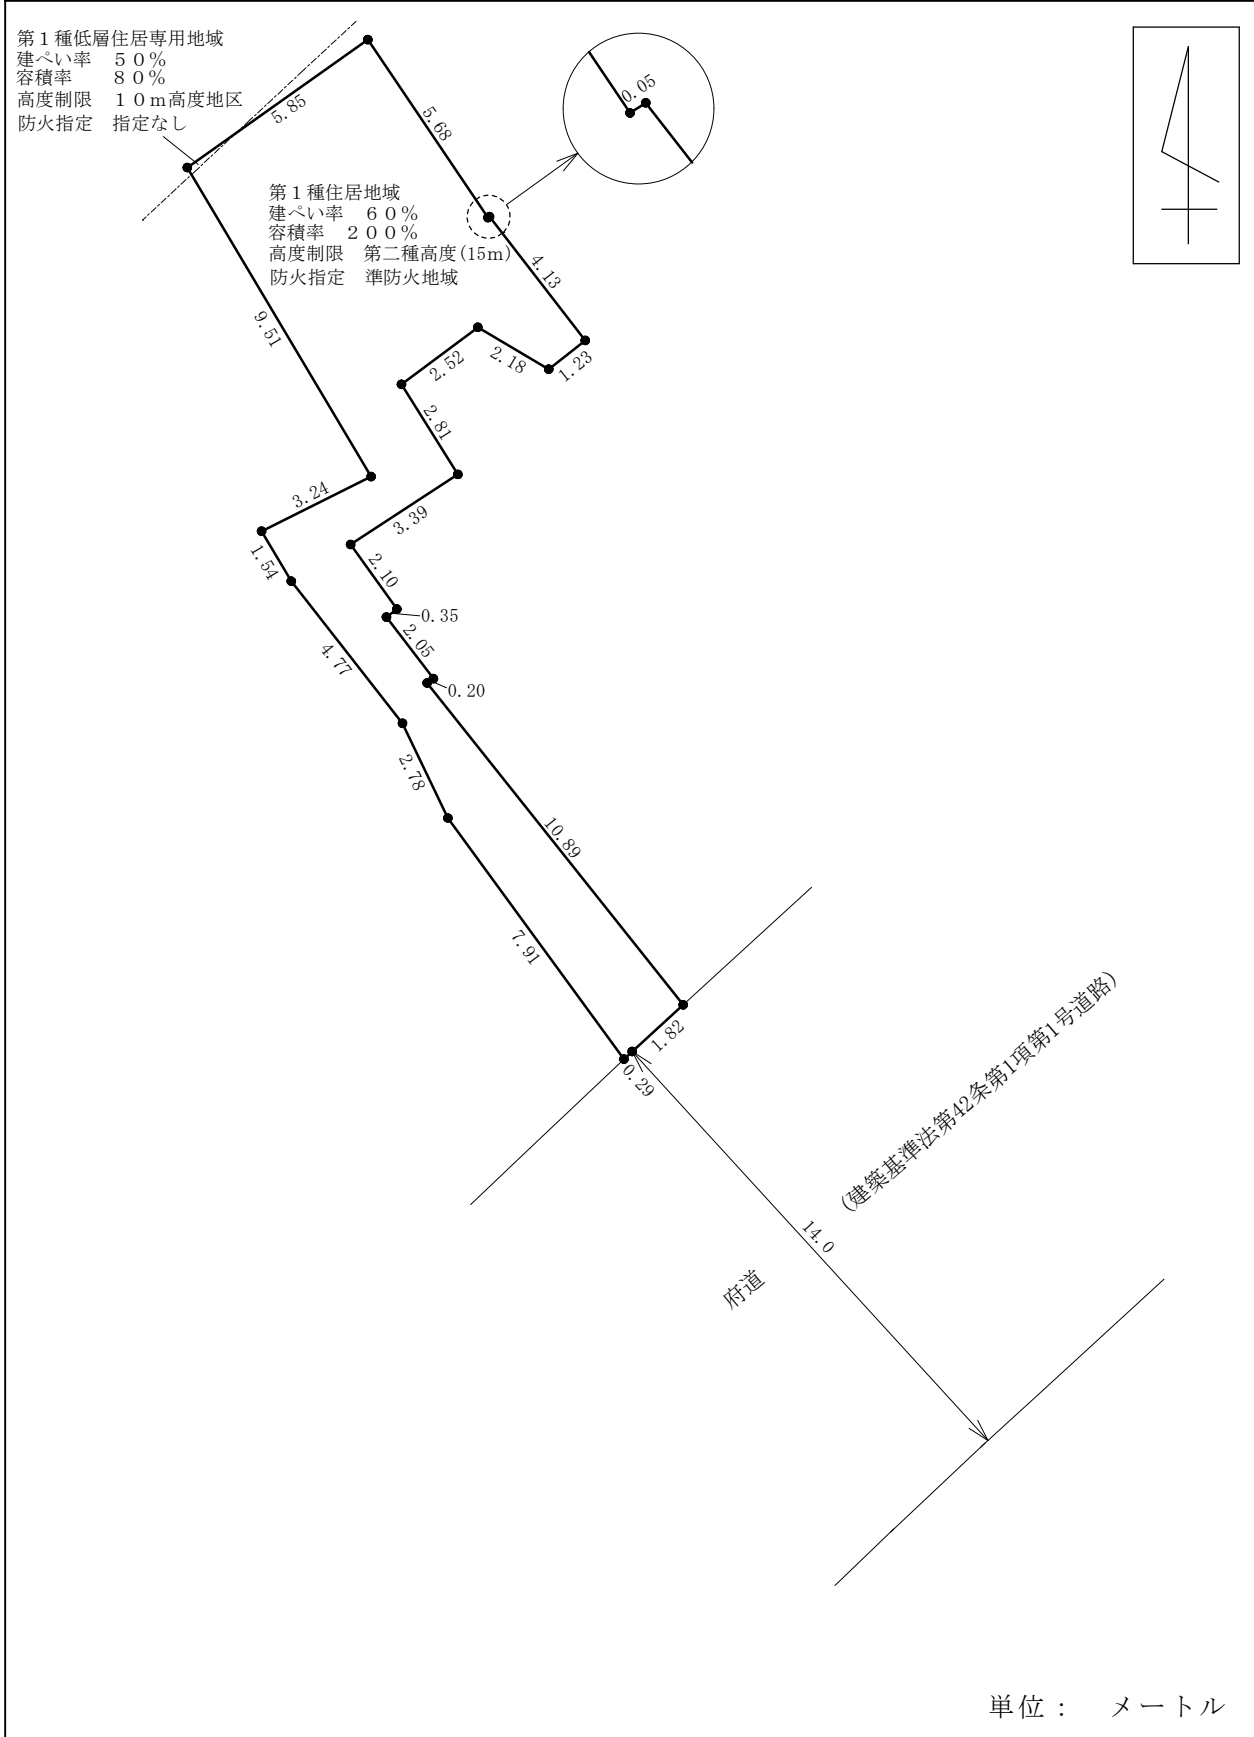 第１種低層住居専用地域
建ぺい率　５０％
容積率　　８０％
高度制限　１０ｍ高度地区
防火指定　指定なし
5.85
5.68
0.05
第１種住居地域
建ぺい率　６０％
容積率　２００％
高度制限　第二種高度(15m)
防火指定　準防火地域
4.13
9.51
2.52
2.18
1.23
2.81
3.24
3.39
1.54
2.10
0.35
2.05
4.77
0.20
2.78
10.89
7.91
1.82
0.29
(建築基準法第42条第1項第1号道路)
14.0
府道
単位：　メートル